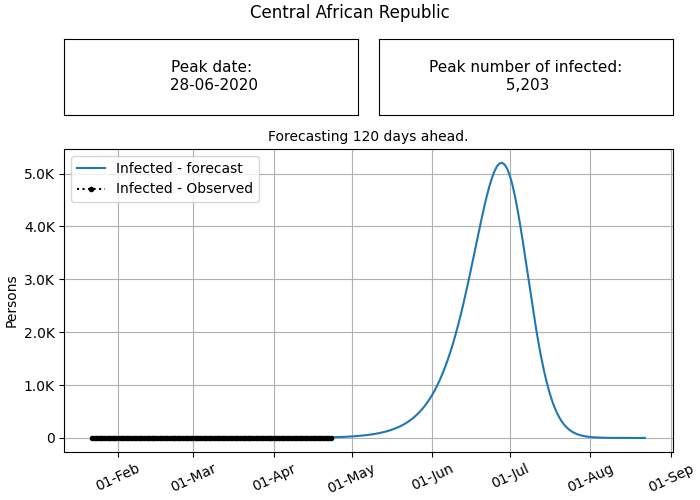 Central African Republic
Peak date:
28-06-2020
Peak number of infected:
5,203
Forecasting 120 days ahead.
Infected - forecast
Infected - Observed
Persons
5.0K
4.0K
3.0K
2.0K
1.0K
0
01-Feb
01-Mar
01-Apr
01-May
01-Jun
01-Jul
01-Aug
01-Sep